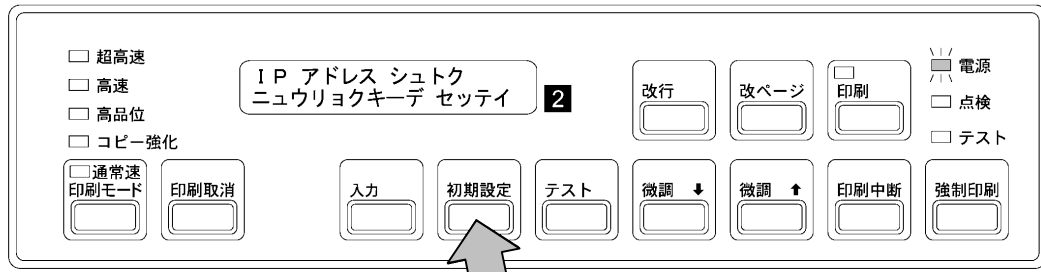 超高速
高速
高品位
コピー強化
通常速
印刷モード
印刷取消
IP アドレス シュトク
ニュウリョクキーデ セッテイ
2
入力
初期設定
テスト
改行
改ページ
印刷
微調 ⬇
微調 ⬆
印刷中断
強制印刷
電源
点検
テスト